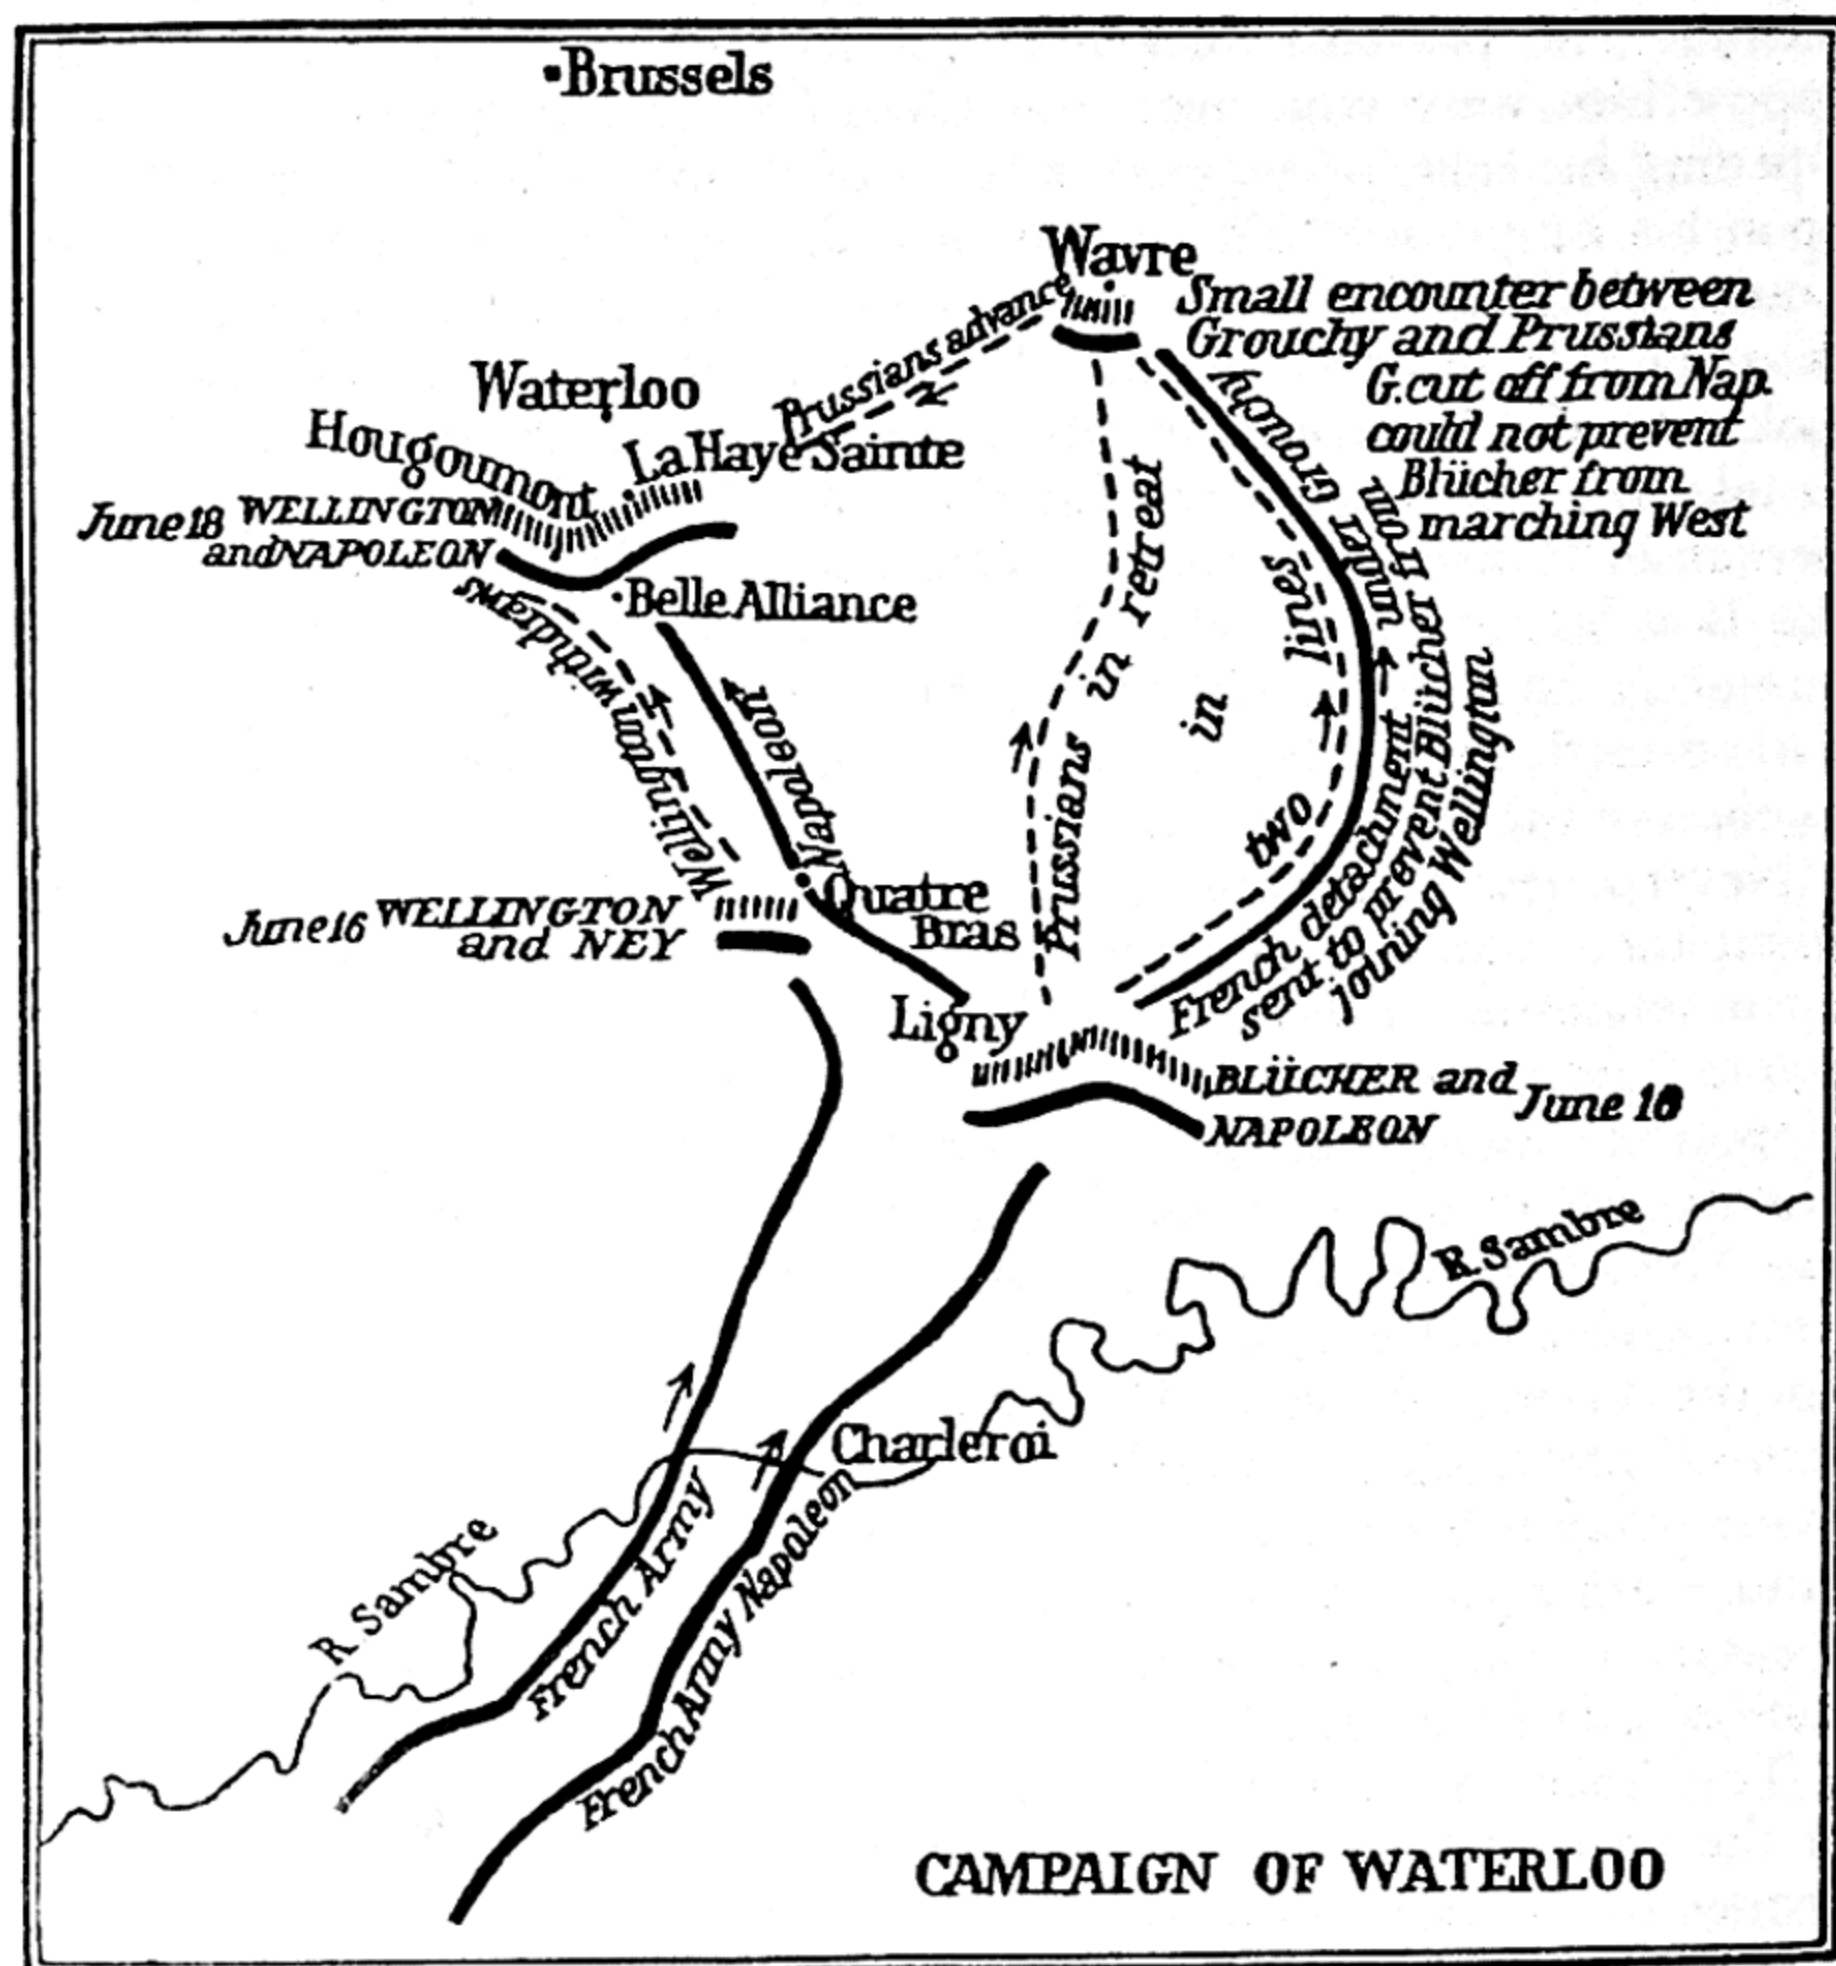 Brussels
Wavre
Small encounter between
Grouchy and Prussians
G. cut off from Nap.
could not prevent
Blücher from
marching West
Prussians advance
Waterloo
Hougoumont
La Haye Sainte
June 18 WELLINGTON
and NAPOLEON
Belle Alliance
Wellington withdraws
Napoleon
Prussians in retreat
in
two lines
French detachment under Grouchy
sent to prevent Blücher from
joining Wellington
Quatre
Bras
June 16 WELLINGTON
and NEY
Ligny
BLÜCHER and
NAPOLEON
June
R. Sambre
Charleroi
R. Sambre
French Army
French Army Napoleon
CAMPAIGN OF WATERLOO